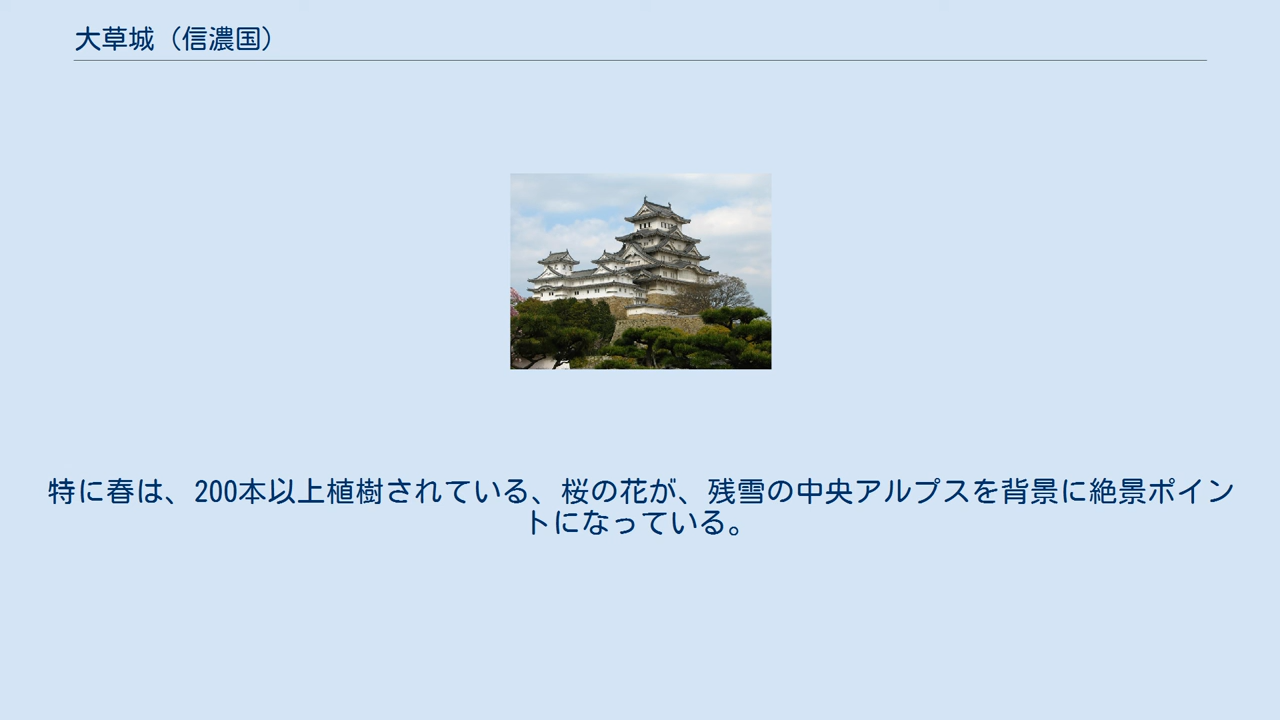 大草城（信濃国）
特に春は、200本以上植樹されている、桜の花が、残雪の中央アルプスを背景に絶景ポイン
トになっている。